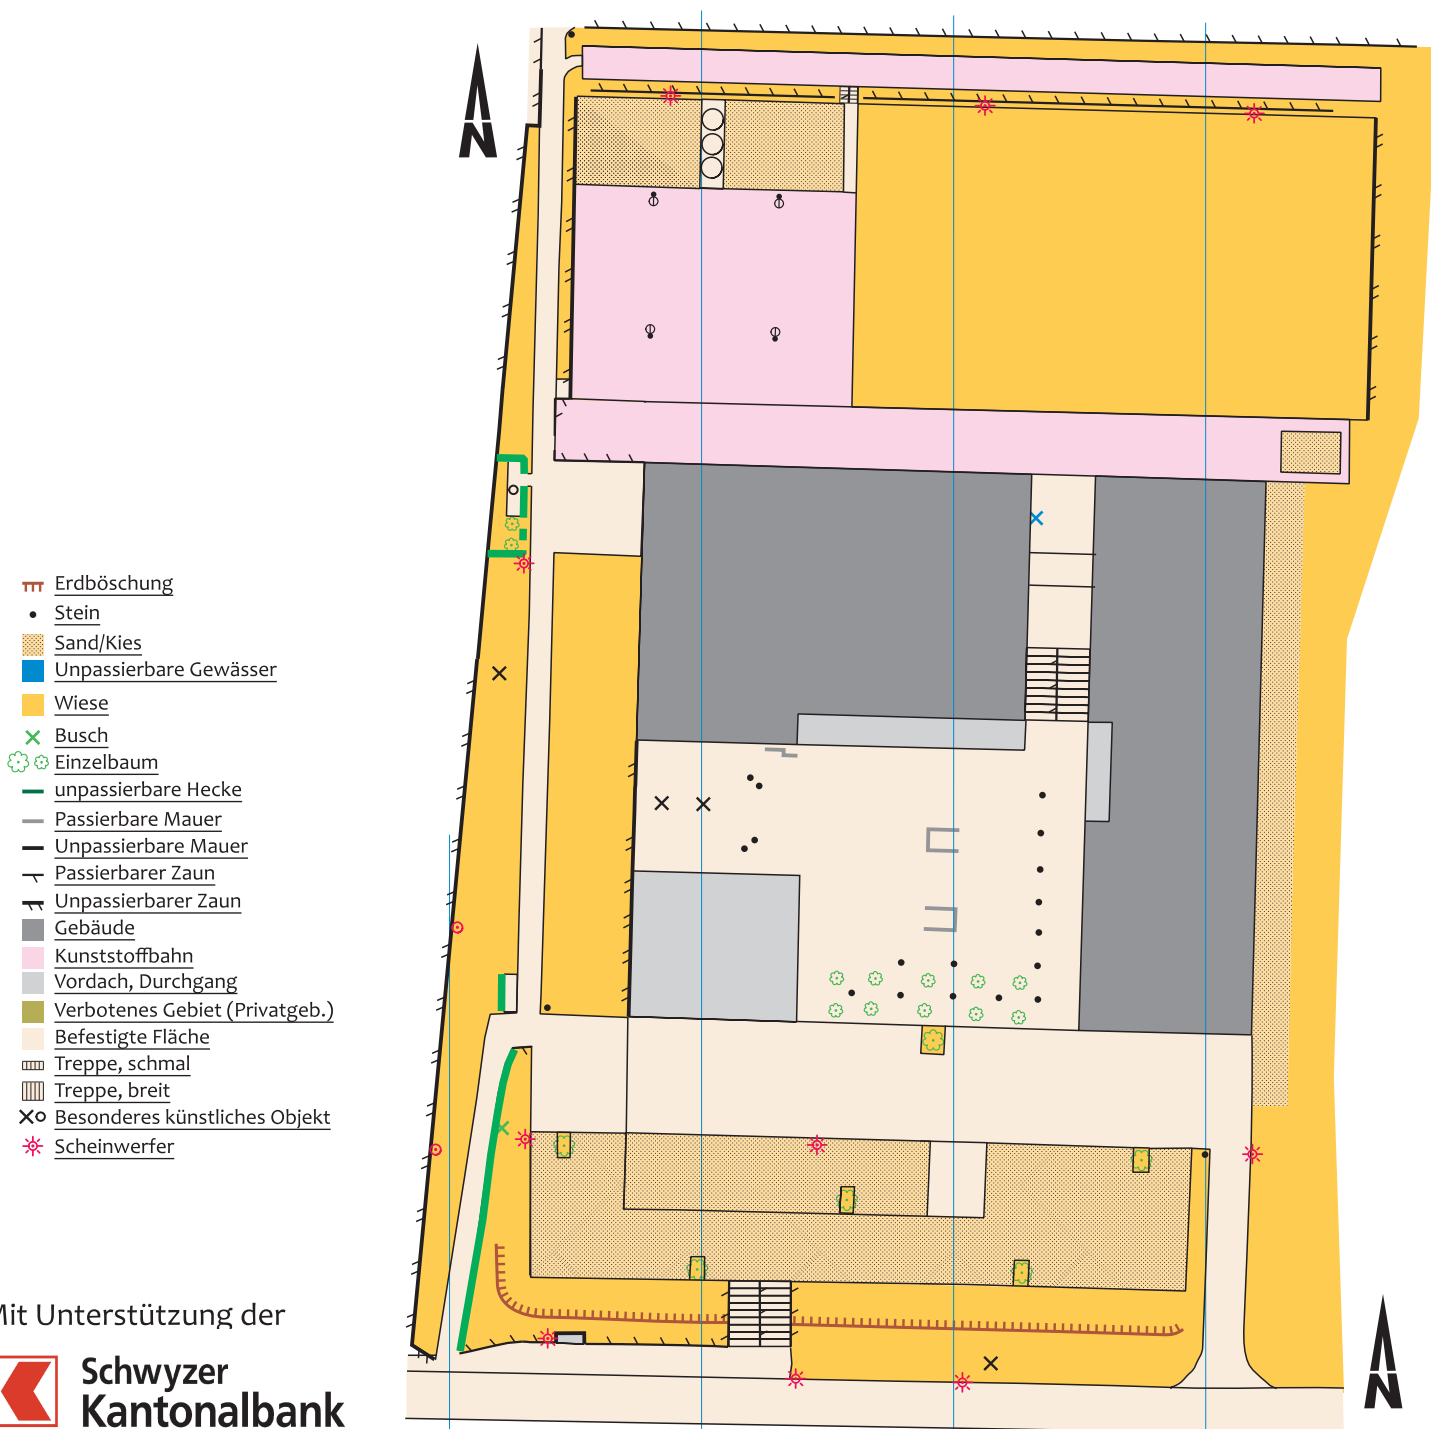 N
Erdböschung
Stein
Sand/Kies
Unpassierbare Gewässer
Wiese
Busch
Einzelbaum
unpassierbare Hecke
Passierbare Mauer
Unpassierbare Mauer
Passierbarer Zaun
Unpassierbarer Zaun
Gebäude
Kunststoffbahn
Vordach, Durchgang
Verbotenes Gebiet (Privatgeb.)
Befestigte Fläche
Treppe, schmal
Treppe, breit
Besonderes künstliches Objekt
Scheinwerfer
Mit Unterstützung der
Schwyzer
Kantonalbank
N